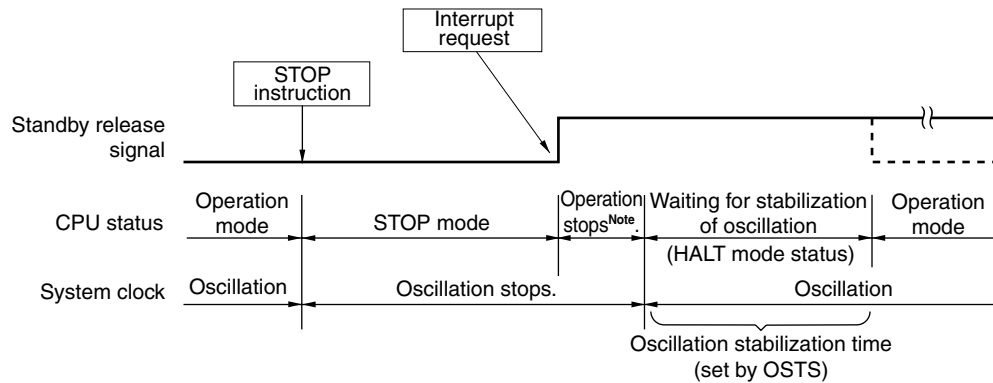 Interrupt
request
STOP
instruction
Standby release
signal
CPU status
Operation
mode
STOP mode
Operation
stopsNote.
Waiting for stabilization
of oscillation
(HALT mode status)
Operation
mode
System clock
Oscillation
Oscillation stops.
Oscillation
Oscillation stabilization time
(set by OSTS)